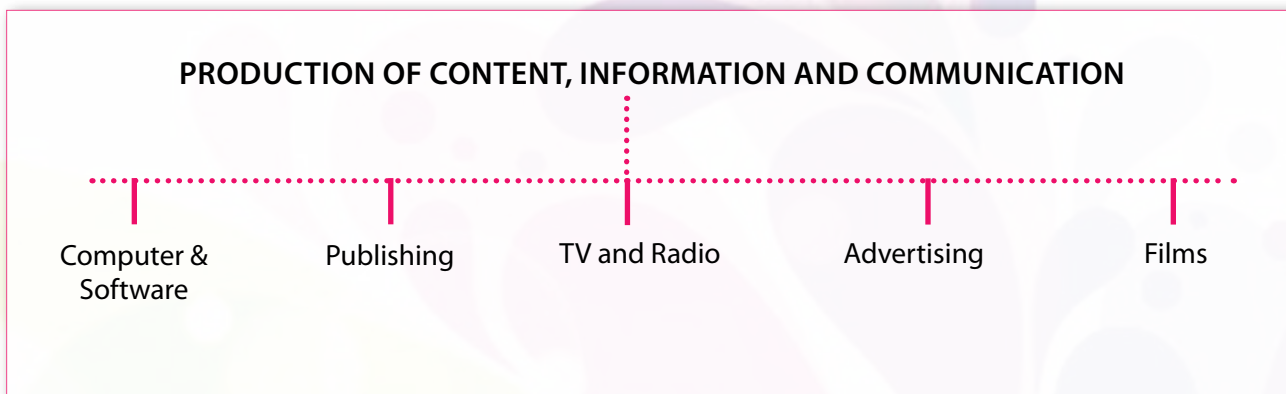 PRODUCTION OF CONTENT, INFORMATION AND COMMUNICATION
Computer &
Software
Publishing
TV and Radio
Advertising
Films